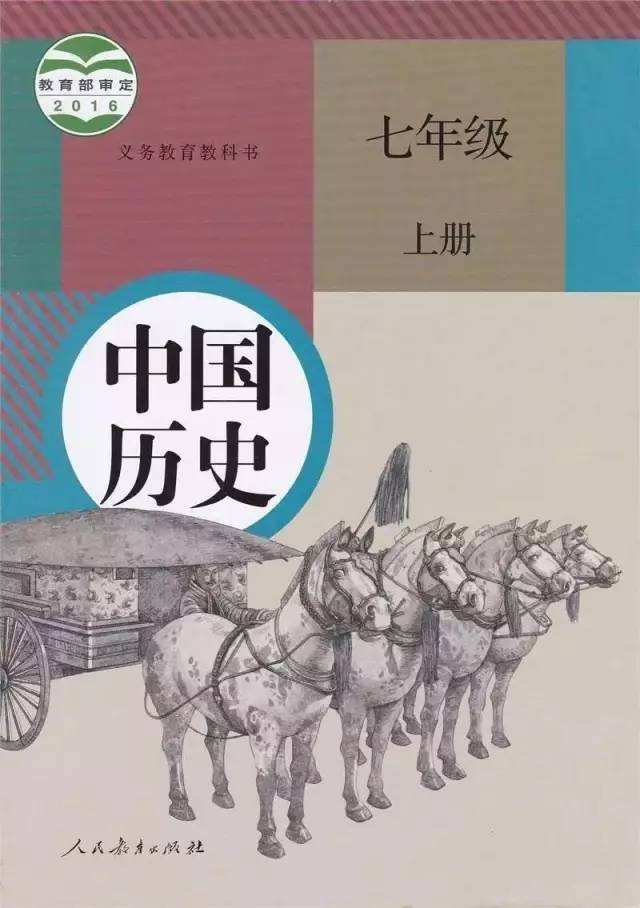 教育部审定
2016
义务教育教科书
七年级
上册
中国
历史
人民教育出版社